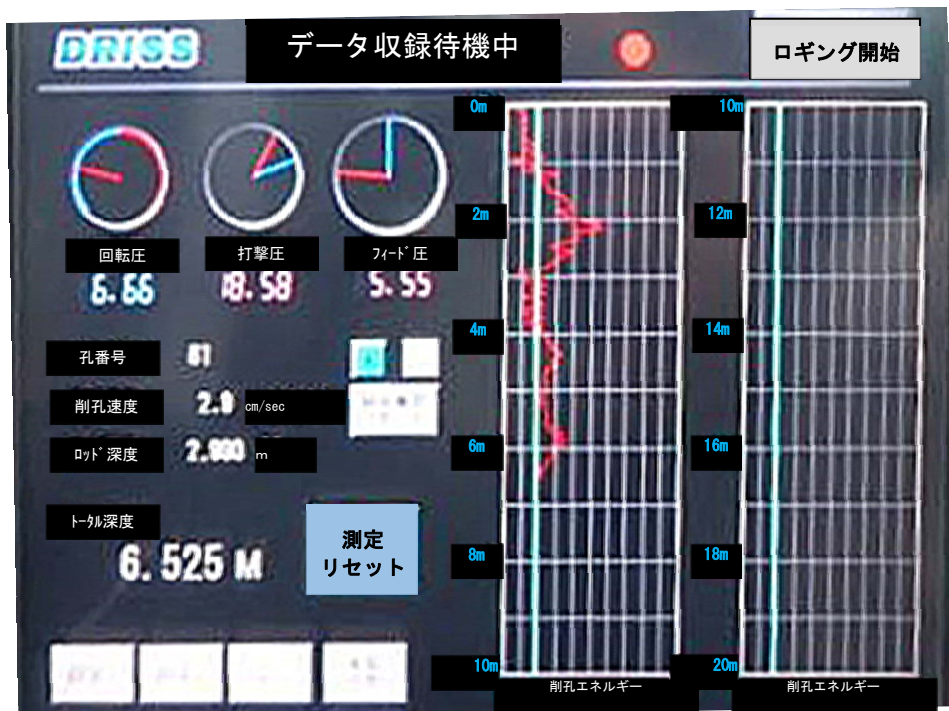 DRISS
データ収録待機中
ロギング開始
0m
2m
4m
6m
8m
10m
10m
12m
14m
16m
18m
20m
回転圧
打撃圧
フィード圧
6.66
18.58
5.55
孔番号
削孔速度
cm/sec
ロッド深度
m
トータル深度
6.525 M
測定
リセット
削孔エネルギー
削孔エネルギー